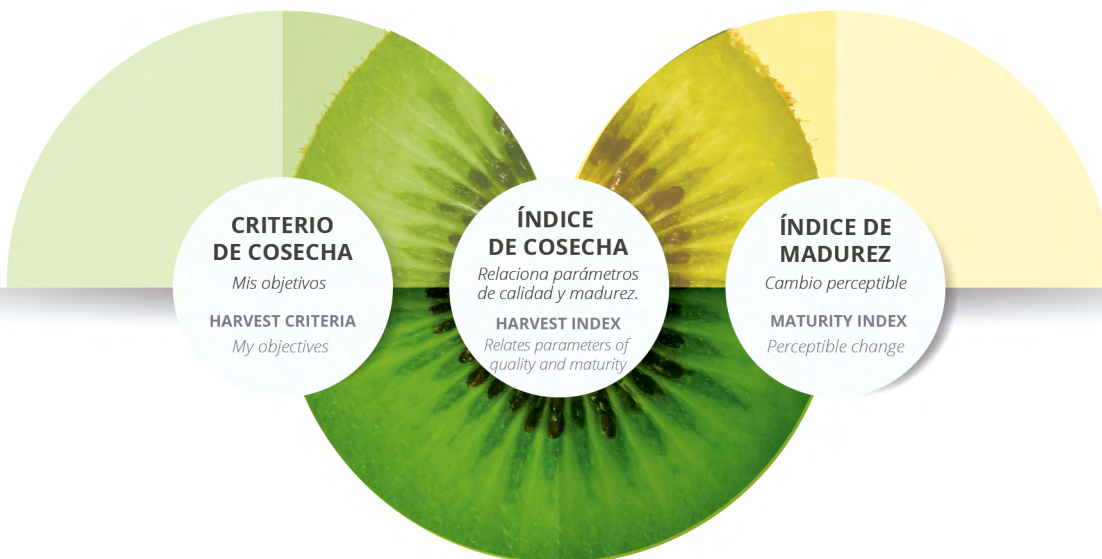 CRITERIO
DE COSECHA
Mis objetivos
HARVEST CRITERIA
My objectives
ÍNDICE
DE COSECHA
Relaciona parámetros
de calidad y madurez.
HARVEST INDEX
Relates parameters of
quality and maturity
ÍNDICE DE
MADUREZ
Cambio perceptible
MATURITY INDEX
Perceptible change